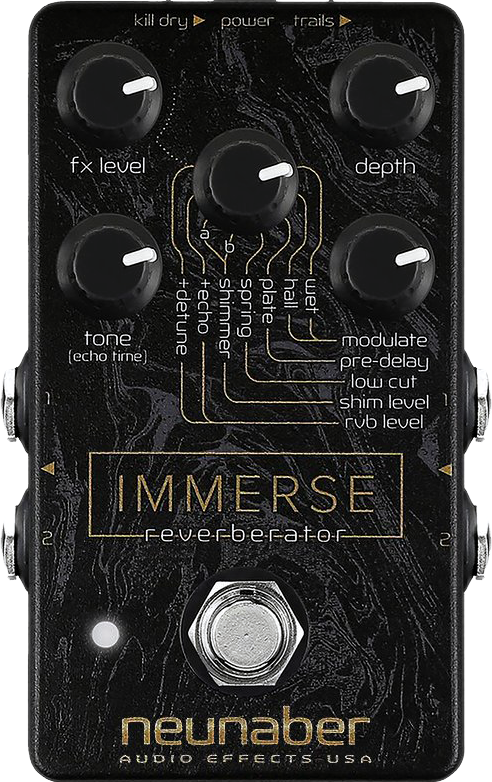 kill dry power trails
fx level depth
a
b
+detune
+echo
shimmer
spring
plate
hall
wet
tone
(echo time)
modulate
pre-delay
low cut
shim level
rvb level
1 1
IMMERSE
reverberator
2 2
neunaber
AUDIO EFFECTS USA